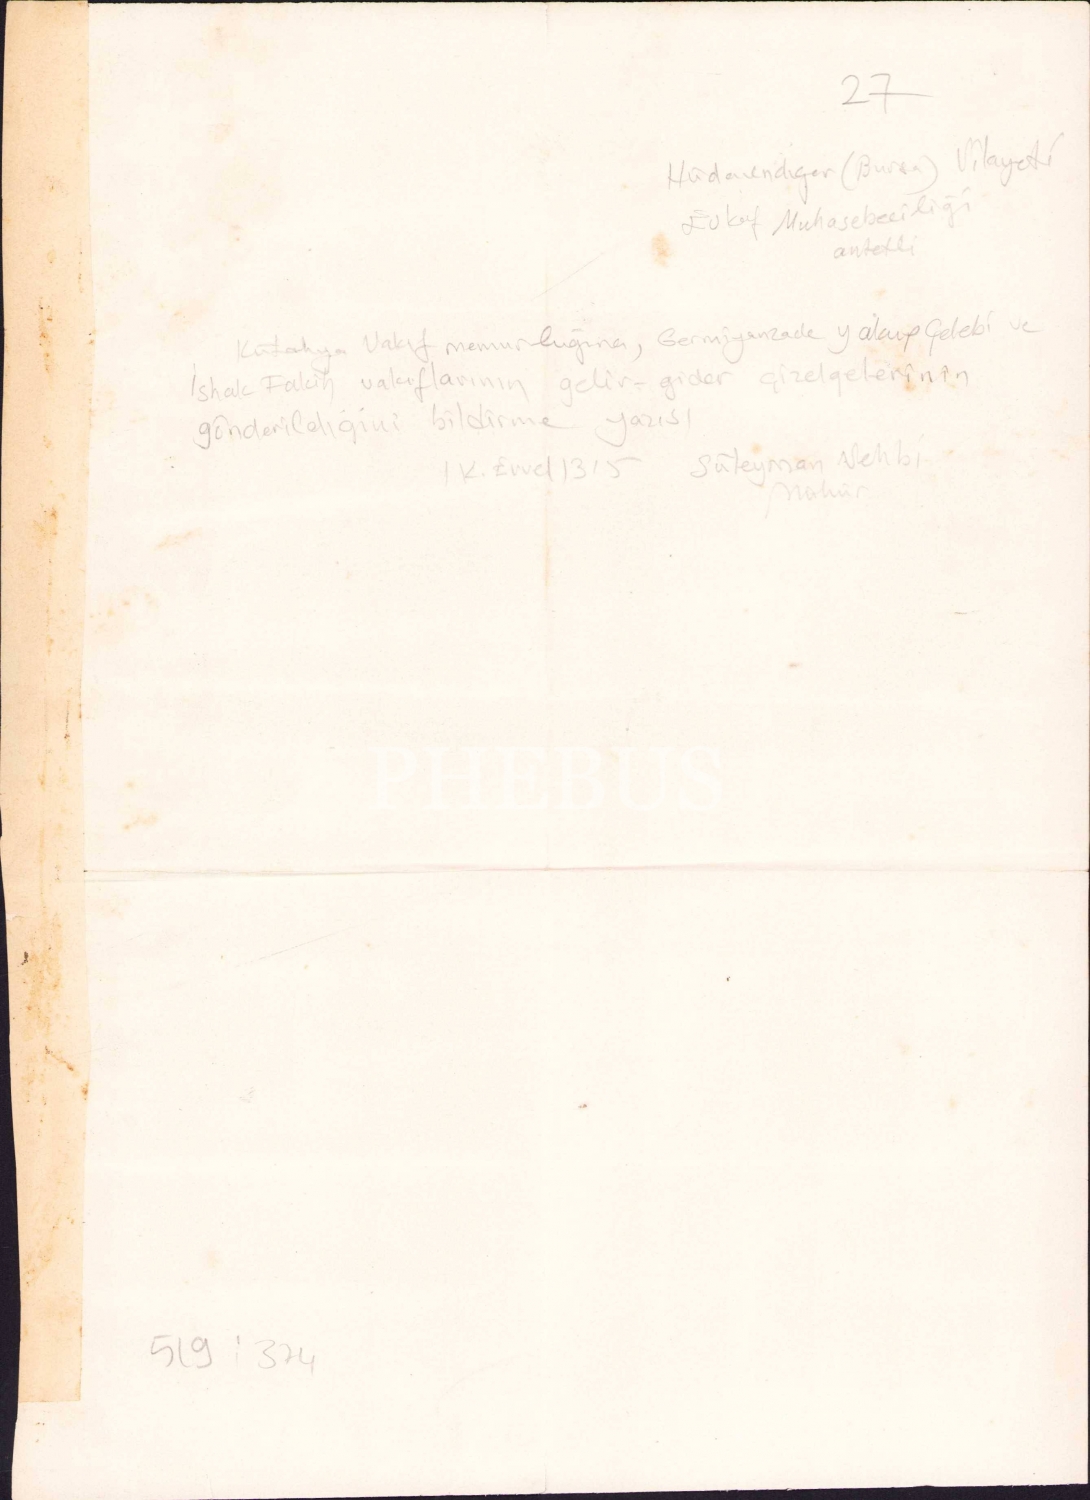 27
Hüdavendigar (Bursa) Vilayeti
Evkaf Muhasebeciliği
antetli
Kütahya Vakıf memurluğuna, Germiyanzade Yakup Çelebi ve
İshak Fakih vakıflarının gelir-gider çizelgelerinin
gönderildiğini bildirme yazısı
1 K. Evvel 1315 Süleyman Vehbi
Mühür
PHEBUS
519 : 374